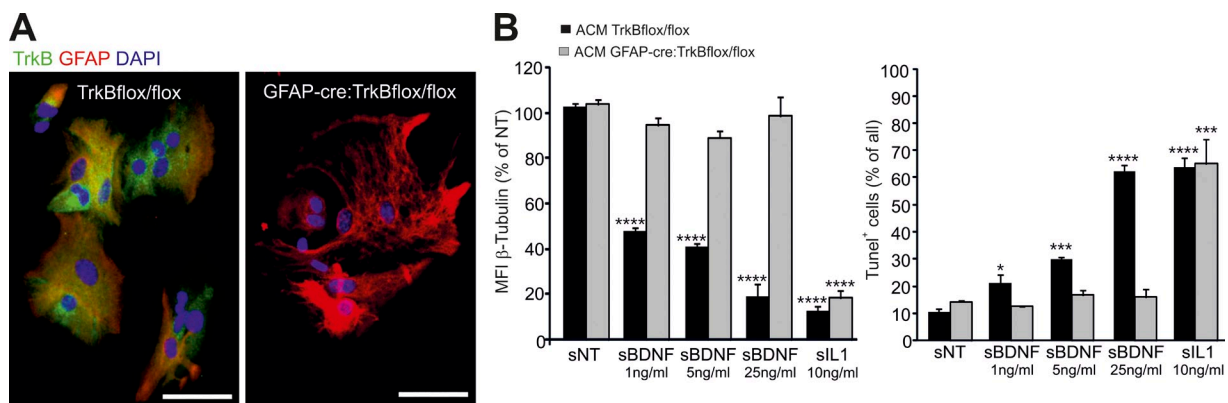 A
TrkB GFAP DAPI
TrkBflox/flox
GFAP-cre:TrkBflox/flox
B
ACM TrkBflox/flox
ACM GFAP-cre:TrkBflox/flox
MFI β-Tubulin (% of NT)
120
100
80
60
40
20
0
****
****
****
****
****
sNT
sBDNF
1ng/ml
sBDNF
5ng/ml
sBDNF
25ng/ml
sIL1
10ng/ml
Tunel⁺ cells (% of all)
100
90
80
70
60
50
40
30
20
10
0
*
***
****
****
***
sNT
sBDNF
1ng/ml
sBDNF
5ng/ml
sBDNF
25ng/ml
sIL1
10ng/ml